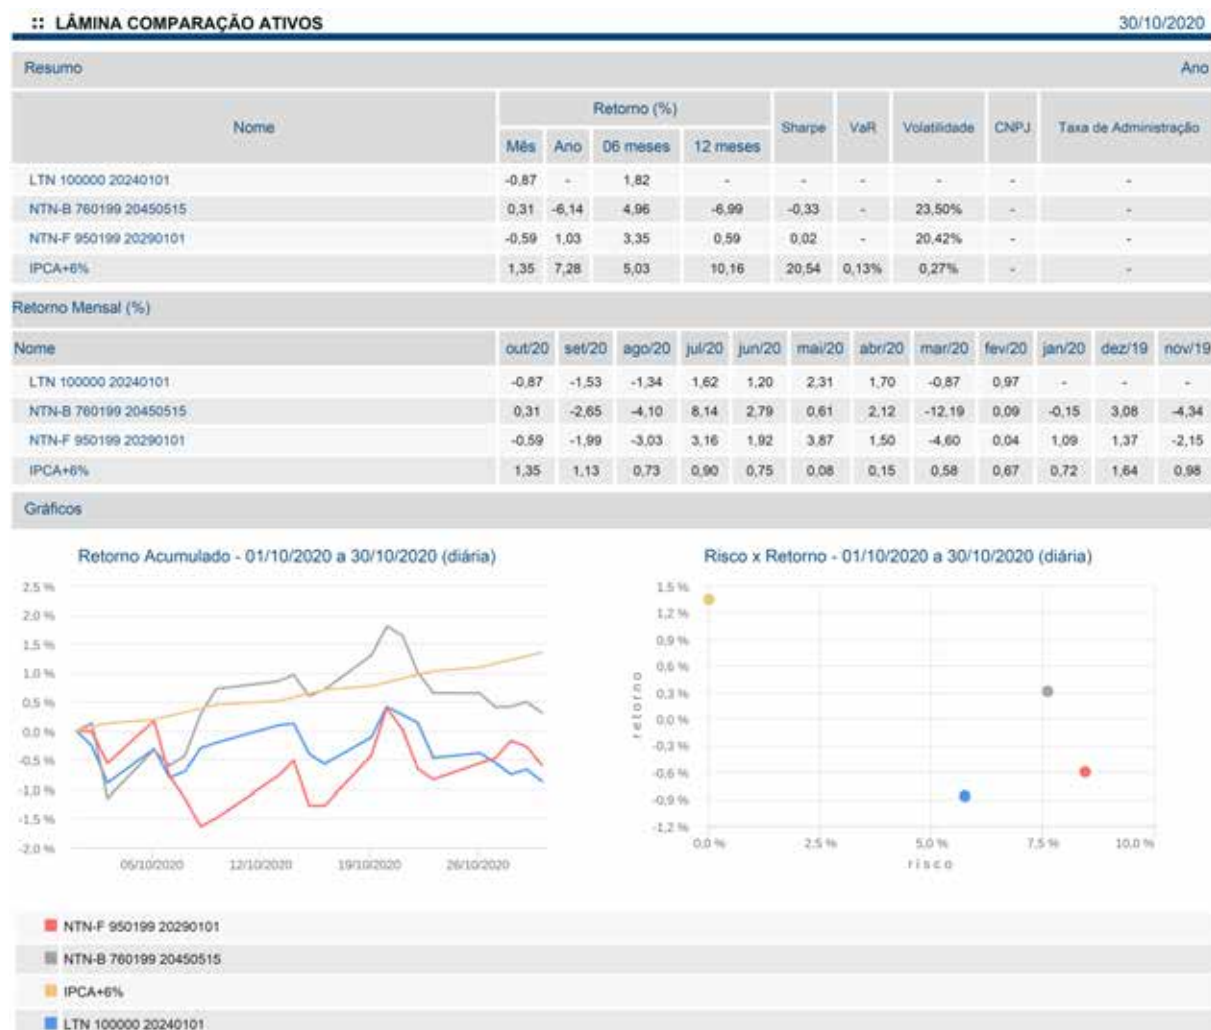 :: LÂMINA COMPARAÇÃO ATIVOS 30/10/2020
Resumo Ano
Nome Retorno (%) Sharpe VaR Volatilidade CNPJ Taxa de Administração
Mês Ano 06 meses 12 meses
LTN 100000 20240101 -0,87 - 1,82 - - - - - -
NTN-B 760199 20450515 0,31 -6,14 4,96 -6,99 -0,33 - 23,50% - -
NTN-F 950199 20290101 -0,59 1,03 3,35 0,59 0,02 - 20,42% - -
IPCA+6% 1,35 7,28 5,03 10,16 20,54 0,13% 0,27% - -
Retorno Mensal (%)
Nome out/20 set/20 ago/20 jul/20 jun/20 mai/20 abr/20 mar/20 fev/20 jan/20 dez/19 nov/19
LTN 100000 20240101 -0,87 -1,53 -1,34 1,62 1,20 2,31 1,70 -0,87 0,97 - - -
NTN-B 760199 20450515 0,31 -2,65 -4,10 8,14 2,79 0,61 2,12 -12,19 0,09 -0,15 3,08 -4,34
NTN-F 950199 20290101 -0,59 -1,99 -3,03 3,16 1,92 3,87 1,50 -4,60 0,04 1,09 1,37 -2,15
IPCA+6% 1,35 1,13 0,73 0,90 0,75 0,08 0,15 0,58 0,67 0,72 1,64 0,98
Gráficos
Retorno Acumulado - 01/10/2020 a 30/10/2020 (diária)
2.5 %
2.0 %
1.5 %
1.0 %
0.5 %
0.0 %
-0.5 %
-1.0 %
-1.5 %
-2.0 %
05/10/2020 12/10/2020 19/10/2020 26/10/2020
Risco x Retorno - 01/10/2020 a 30/10/2020 (diária)
retorno
1.5 %
1.2 %
0.9 %
0.6 %
0.3 %
0.0 %
-0.3 %
-0.6 %
-0.9 %
-1.2 %
0.0 % 2.5 % 5.0 % 7.5 % 10.0 %
risco
NTN-F 950199 20290101
NTN-B 760199 20450515
IPCA+6%
LTN 100000 20240101